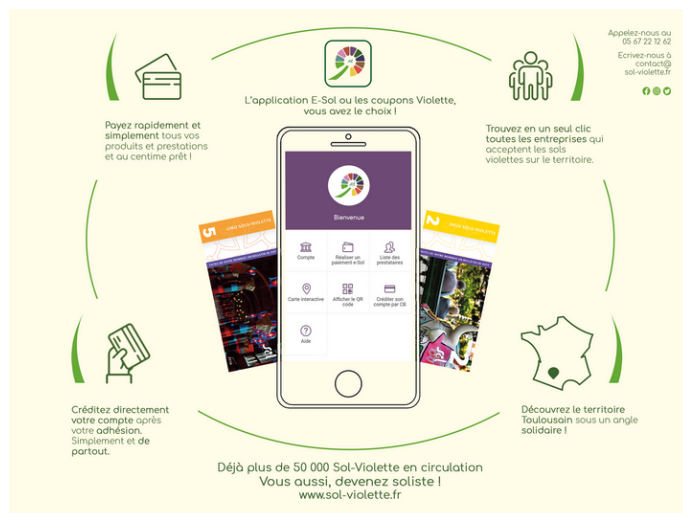 Appelez-nous au
05 67 22 12 62
Ecrivez-nous à
contact@
sol-violette.fr
L'application E-Sol ou les coupons Violette,
vous avez le choix !
Payez rapidement et
simplement tous vos
produits et prestations
et au centime prêt !
Trouvez en un seul clic
toutes les entreprises qui
acceptent les sols
violettes sur le territoire.
Bienvenue
Compte
Réaliser un
paiement e-Sol
Liste des
prestataires
Carte interactive
Afficher le QR
code
Créditer son
compte par CB
Aide
5
2
Créditez directement
votre compte après
votre adhésion.
Simplement et de
partout.
Découvrez le territoire
Toulousain sous un angle
solidaire !
Déjà plus de 50 000 Sol-Violette en circulation
Vous aussi, devenez soliste !
www.sol-violette.fr